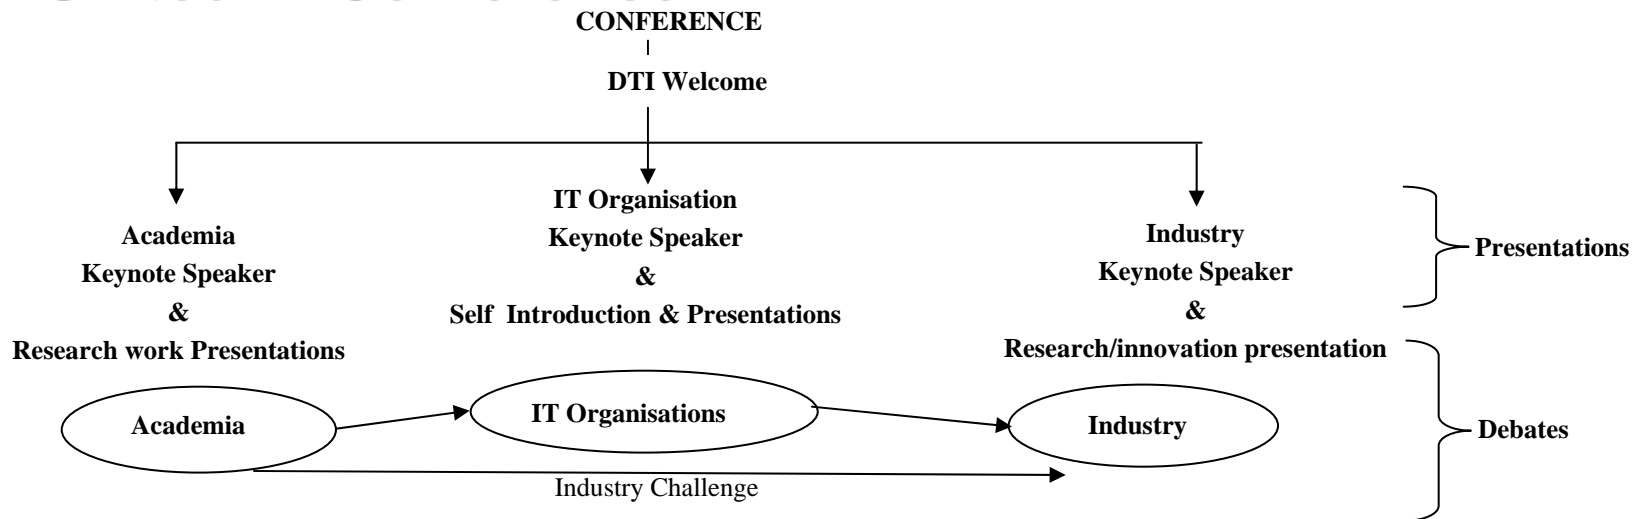 CONFERENCE
DTI Welcome
Academia
Keynote Speaker
&
Research work Presentations
IT Organisation
Keynote Speaker
&
Self Introduction & Presentations
Industry
Keynote Speaker
&
Research/innovation presentation
Presentations
Academia
IT Organisations
Industry
Debates
Industry Challenge